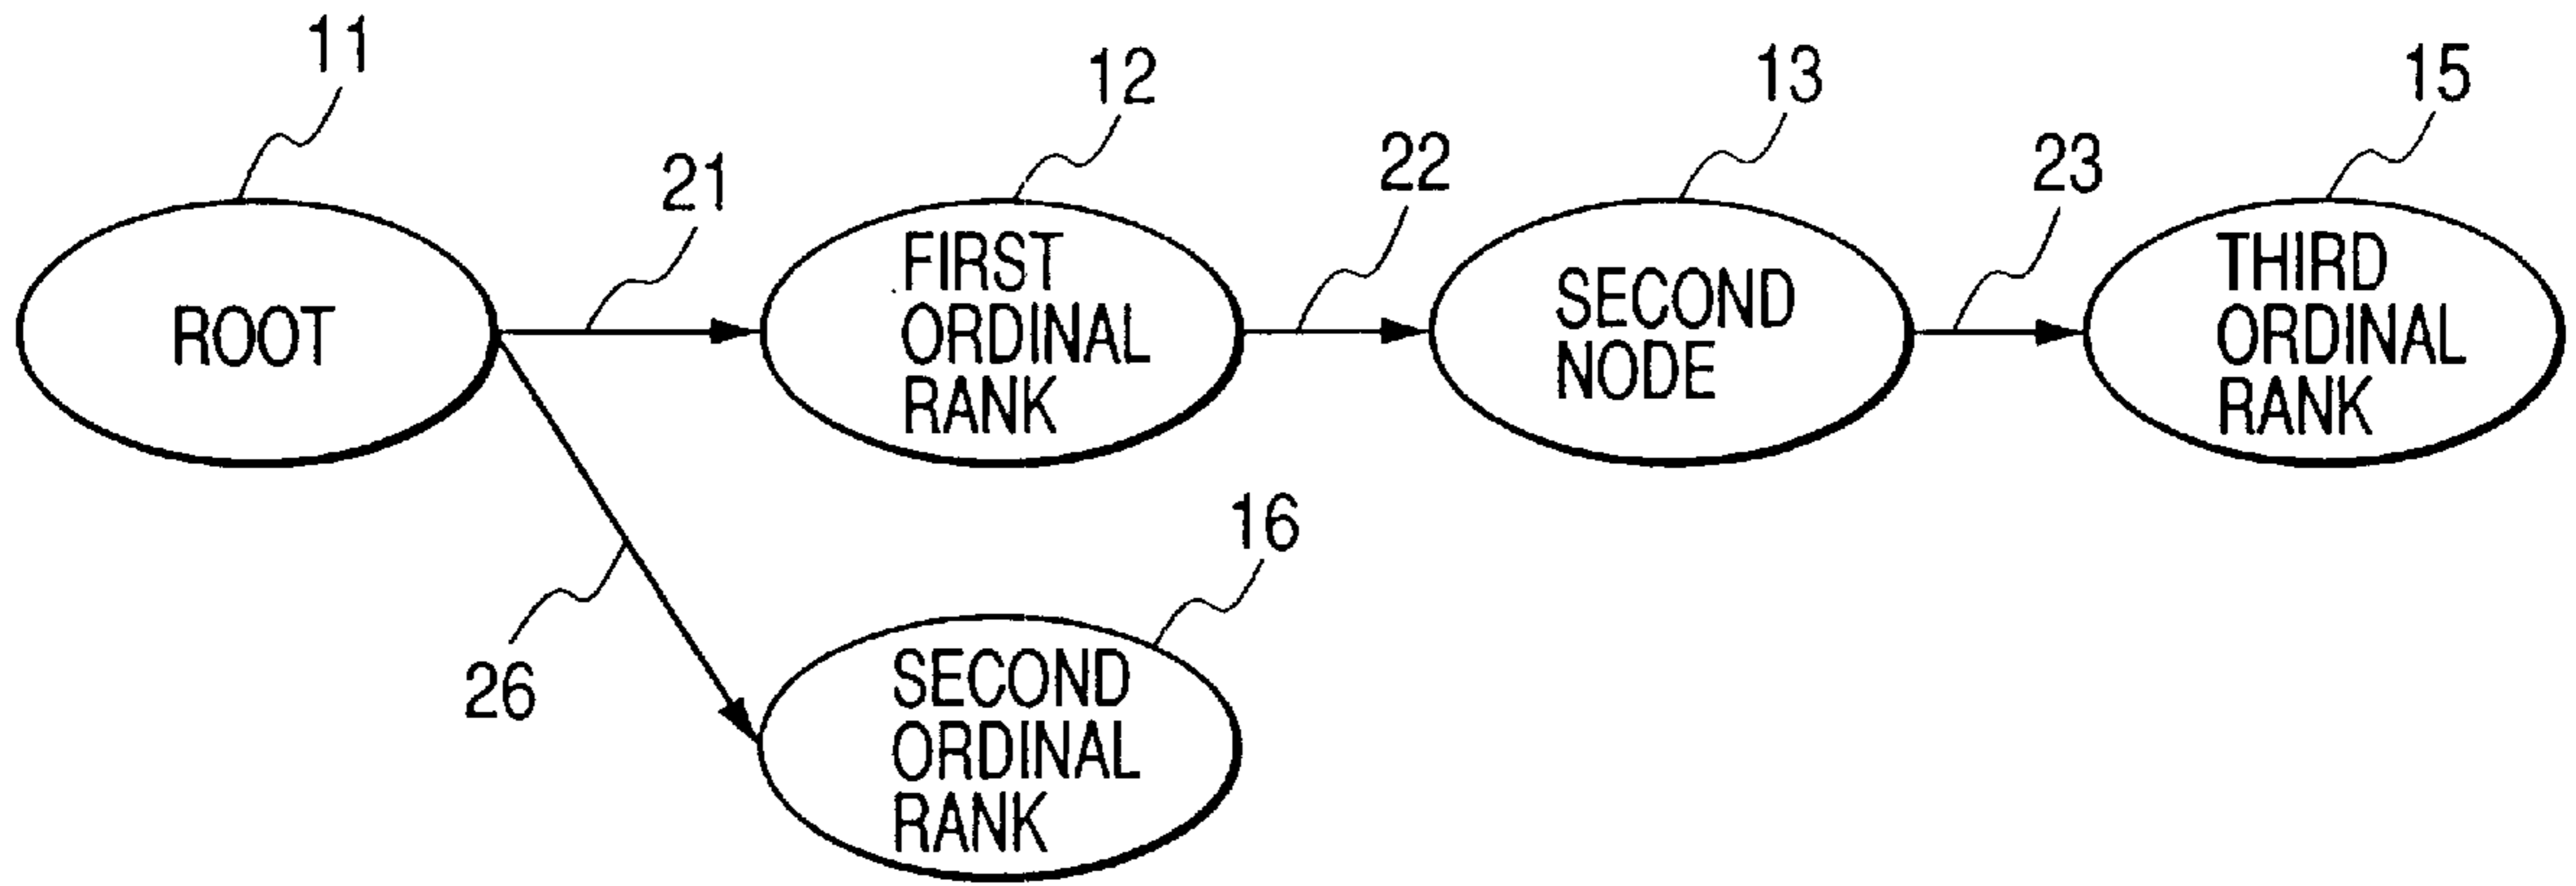 11
12
13
15
21
22
23
ROOT
FIRST
ORDINAL
RANK
SECOND
NODE
THIRD
ORDINAL
RANK
16
26
SECOND
ORDINAL
RANK